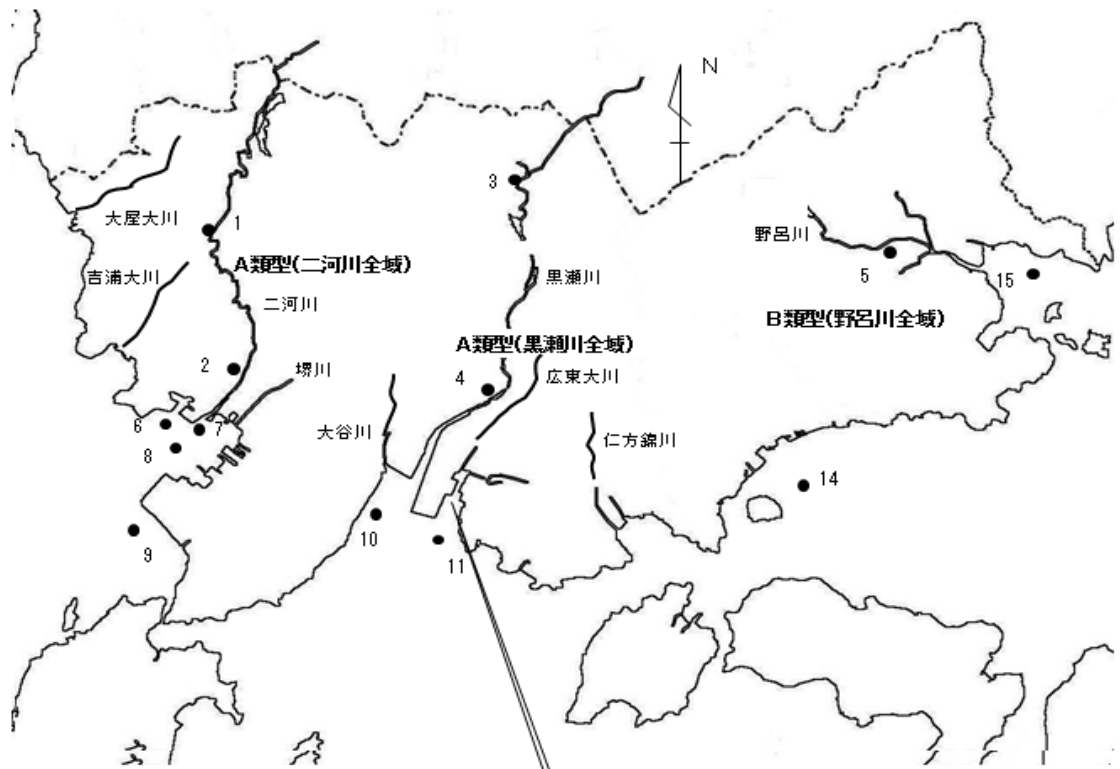 N
3
大屋大川
1
野呂川
5
15
A類型(二河川全域)
吉浦大川
黒瀬川
二河川
B類型(野呂川全域)
A類型(黒瀬川全域)
2
堺川
4
広東大川
6
7
大谷川
仁方錦川
8
14
10
9
11